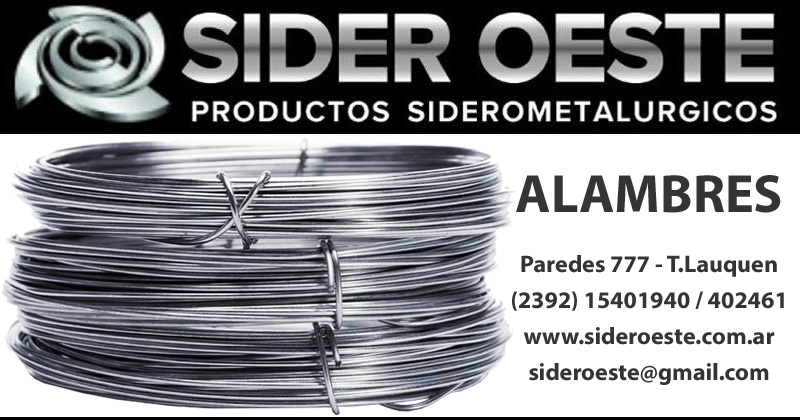 SIDER OESTE
PRODUCTOS SIDEROMETALURGICOS
ALAMBRES
Paredes 777 - T.Lauquen
(2392) 15401940 / 402461
www.sideroeste.com.ar
sideroeste@gmail.com